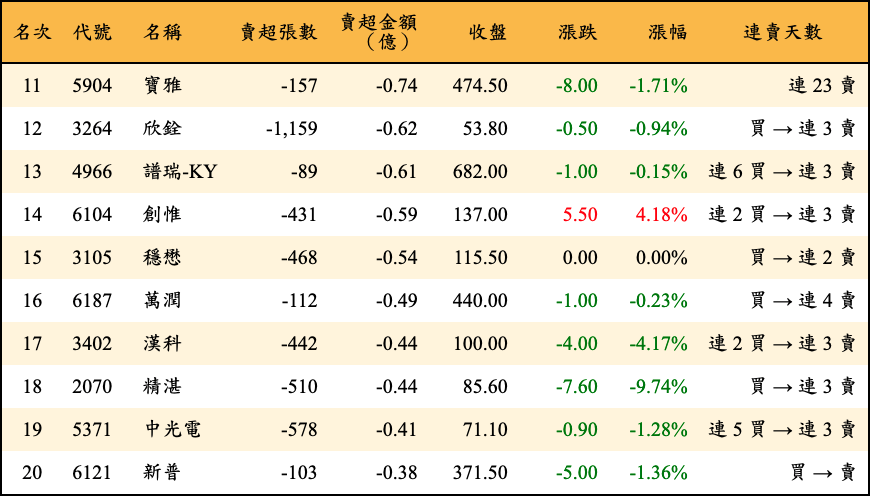 名次 代號 名稱 賣超張數 賣超金額（億） 收盤 漲跌 漲幅 連賣天數
11 5904 寶雅 -157 -0.74 474.50 -8.00 -1.71% 連 23 賣
12 3264 欣銓 -1,159 -0.62 53.80 -0.50 -0.94% 買 → 連 3 賣
13 4966 譜瑞-KY -89 -0.61 682.00 -1.00 -0.15% 連 6 買 → 連 3 賣
14 6104 創惟 -431 -0.59 137.00 5.50 4.18% 連 2 買 → 連 3 賣
15 3105 穩懋 -468 -0.54 115.50 0.00 0.00% 買 → 連 2 賣
16 6187 萬潤 -112 -0.49 440.00 -1.00 -0.23% 買 → 連 4 賣
17 3402 漢科 -442 -0.44 100.00 -4.00 -4.17% 連 2 買 → 連 3 賣
18 2070 精湛 -510 -0.44 85.60 -7.60 -9.74% 買 → 連 3 賣
19 5371 中光電 -578 -0.41 71.10 -0.90 -1.28% 連 5 買 → 連 3 賣
20 6121 新普 -103 -0.38 371.50 -5.00 -1.36% 買 → 賣